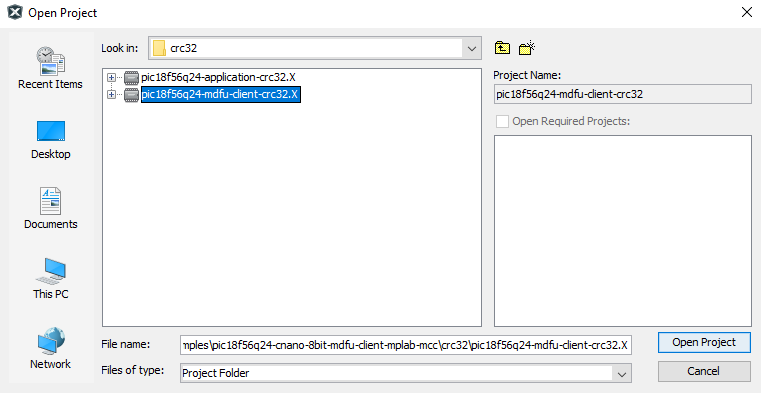 Open Project
Look in: crc32
Recent Items
Desktop
Documents
This PC
Network
pic18f56q24-application-crc32.X
pic18f56q24-mdfu-client-crc32.X
Project Name:
pic18f56q24-mdfu-client-crc32
Open Required Projects:
File name: mples\pic18f56q24-cnano-8bit-mdfu-client-mplab-mcc\crc32\pic18f56q24-mdfu-client-crc32.X
Open Project
Files of type: Project Folder
Cancel